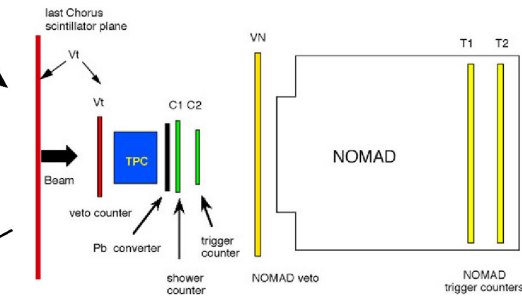 last Chorus
scintillator plane
Vt
Vt
C1 C2
VN
T1 T2
TPC
NOMAD
Beam
veto counter
Pb converter
trigger
counter
shower
counter
NOMAD veto
NOMAD
trigger counters